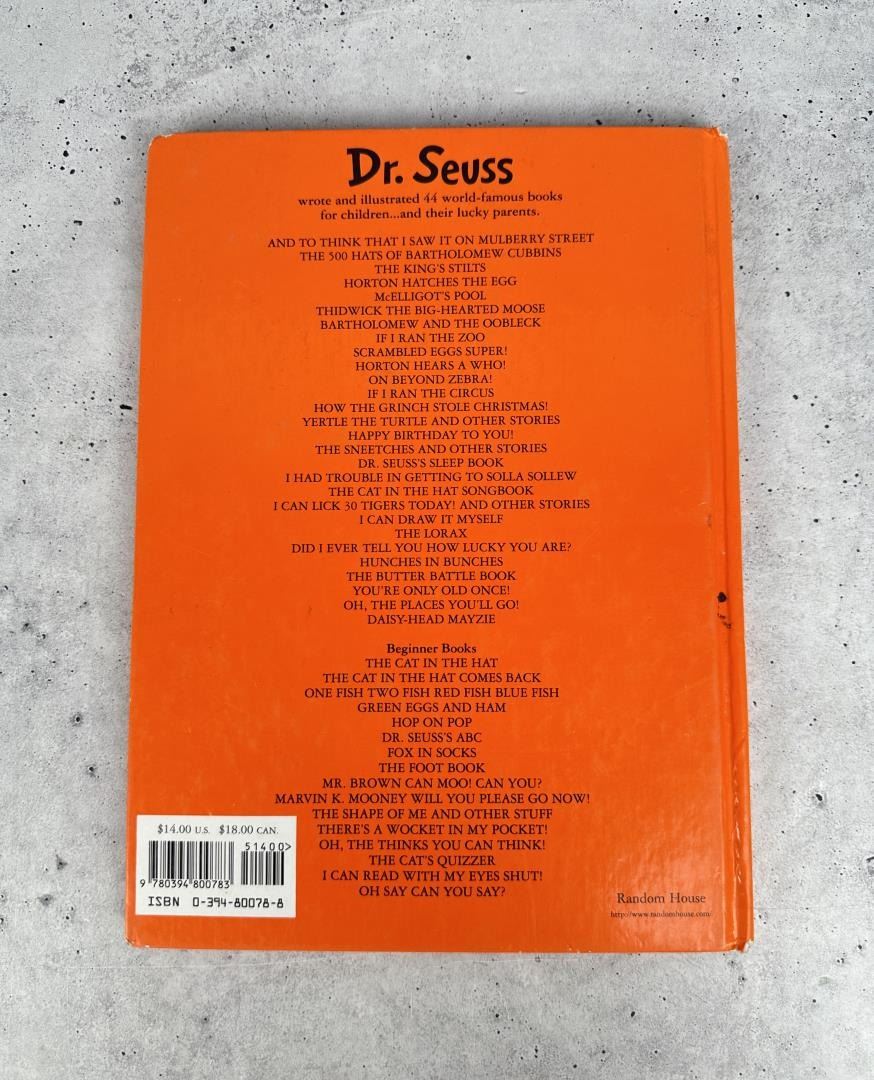 Dr. Seuss
wrote and illustrated 44 world-famous books
for children...and their lucky parents.
AND TO THINK THAT I SAW IT ON MULBERRY STREET
THE 500 HATS OF BARTHOLOMEW CUBBINS
THE KING'S STILTS
HORTON HATCHES THE EGG
McELLIGOT'S POOL
THIDWICK THE BIG-HEARTED MOOSE
BARTHOLOMEW AND THE OOBLECK
IF I RAN THE ZOO
SCRAMBLED EGGS SUPER!
HORTON HEARS A WHO!
ON BEYOND ZEBRA!
IF I RAN THE CIRCUS
HOW THE GRINCH STOLE CHRISTMAS!
YERTLE THE TURTLE AND OTHER STORIES
HAPPY BIRTHDAY TO YOU!
THE SNEETCHES AND OTHER STORIES
DR. SEUSS'S SLEEP BOOK
I HAD TROUBLE IN GETTING TO SOLLA SOLLEW
THE CAT IN THE HAT SONGBOOK
I CAN LICK 30 TIGERS TODAY! AND OTHER STORIES
I CAN DRAW IT MYSELF
THE LORAX
DID I EVER TELL YOU HOW LUCKY YOU ARE?
HUNCHES IN BUNCHES
THE BUTTER BATTLE BOOK
YOU'RE ONLY OLD ONCE!
OH, THE PLACES YOU'LL GO!
DAISY-HEAD MAYZIE
Beginner Books
THE CAT IN THE HAT
THE CAT IN THE HAT COMES BACK
ONE FISH TWO FISH RED FISH BLUE FISH
GREEN EGGS AND HAM
HOP ON POP
DR. SEUSS'S ABC
FOX IN SOCKS
THE FOOT BOOK
MR. BROWN CAN MOO! CAN YOU?
MARVIN K. MOONEY WILL YOU PLEASE GO NOW!
THE SHAPE OF ME AND OTHER STUFF
THERE'S A WOCKET IN MY POCKET!
OH, THE THINKS YOU CAN THINK!
THE CAT'S QUIZZER
I CAN READ WITH MY EYES SHUT!
OH SAY CAN YOU SAY?
$14.00 U.S. $18.00 CAN.
51400>
9 780394 800783
ISBN 0-394-80078-8
Random House
http://www.randomhouse.com/